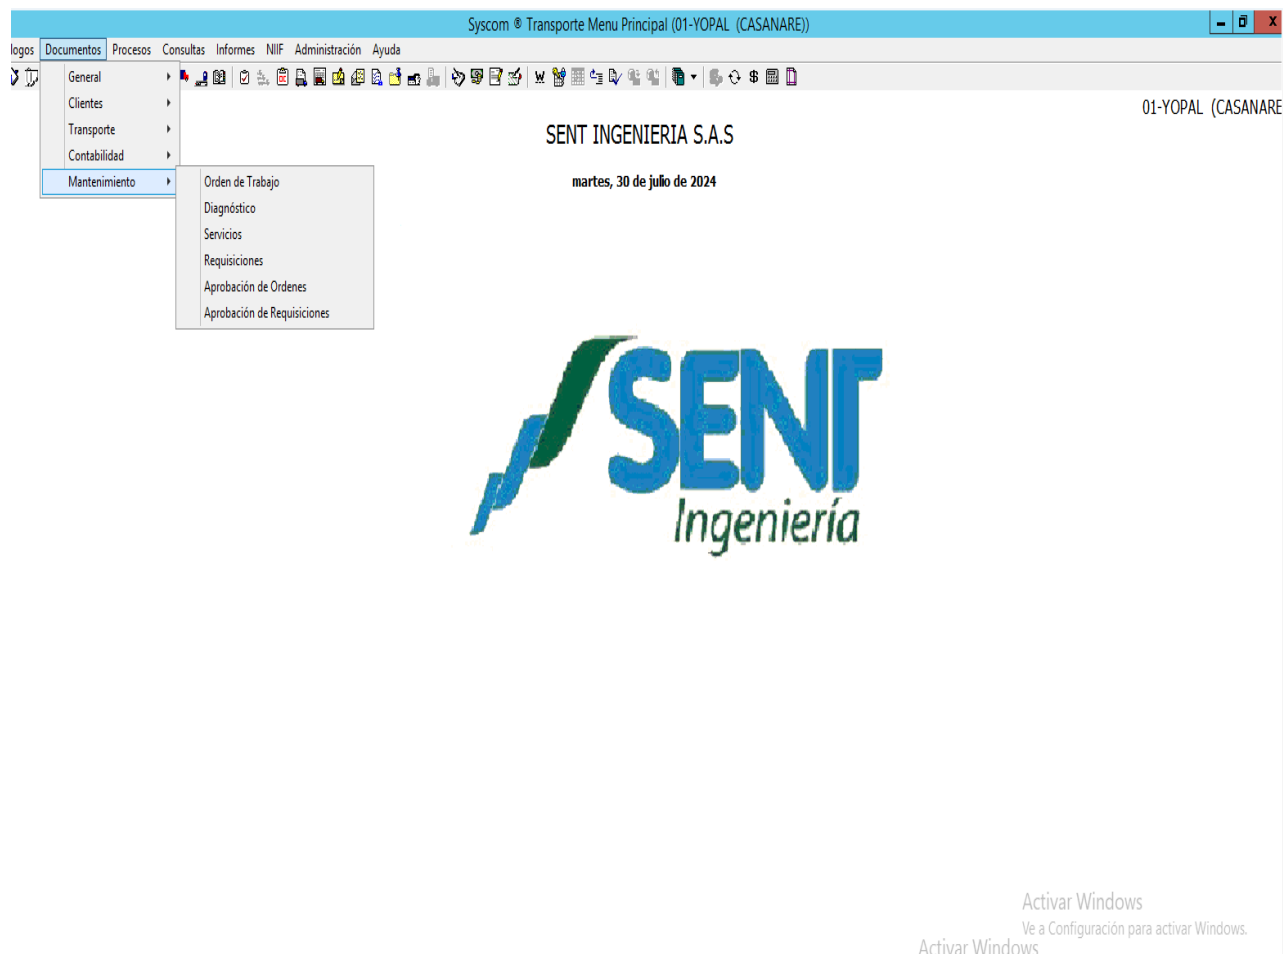 Syscom ® Transporte Menu Principal (01-YOPAL (CASANARE))
logos Documentos Procesos Consultas Informes NIIF Administración Ayuda
General
Clientes
Transporte
Contabilidad
Mantenimiento
Orden de Trabajo
Diagnóstico
Servicios
Requisiciones
Aprobación de Ordenes
Aprobación de Requisiciones
01-YOPAL (CASANARE
SENT INGENIERIA S.A.S
martes, 30 de julio de 2024
SENT
Ingeniería
Activar Windows
Ve a Configuración para activar Windows.
Activar Windows